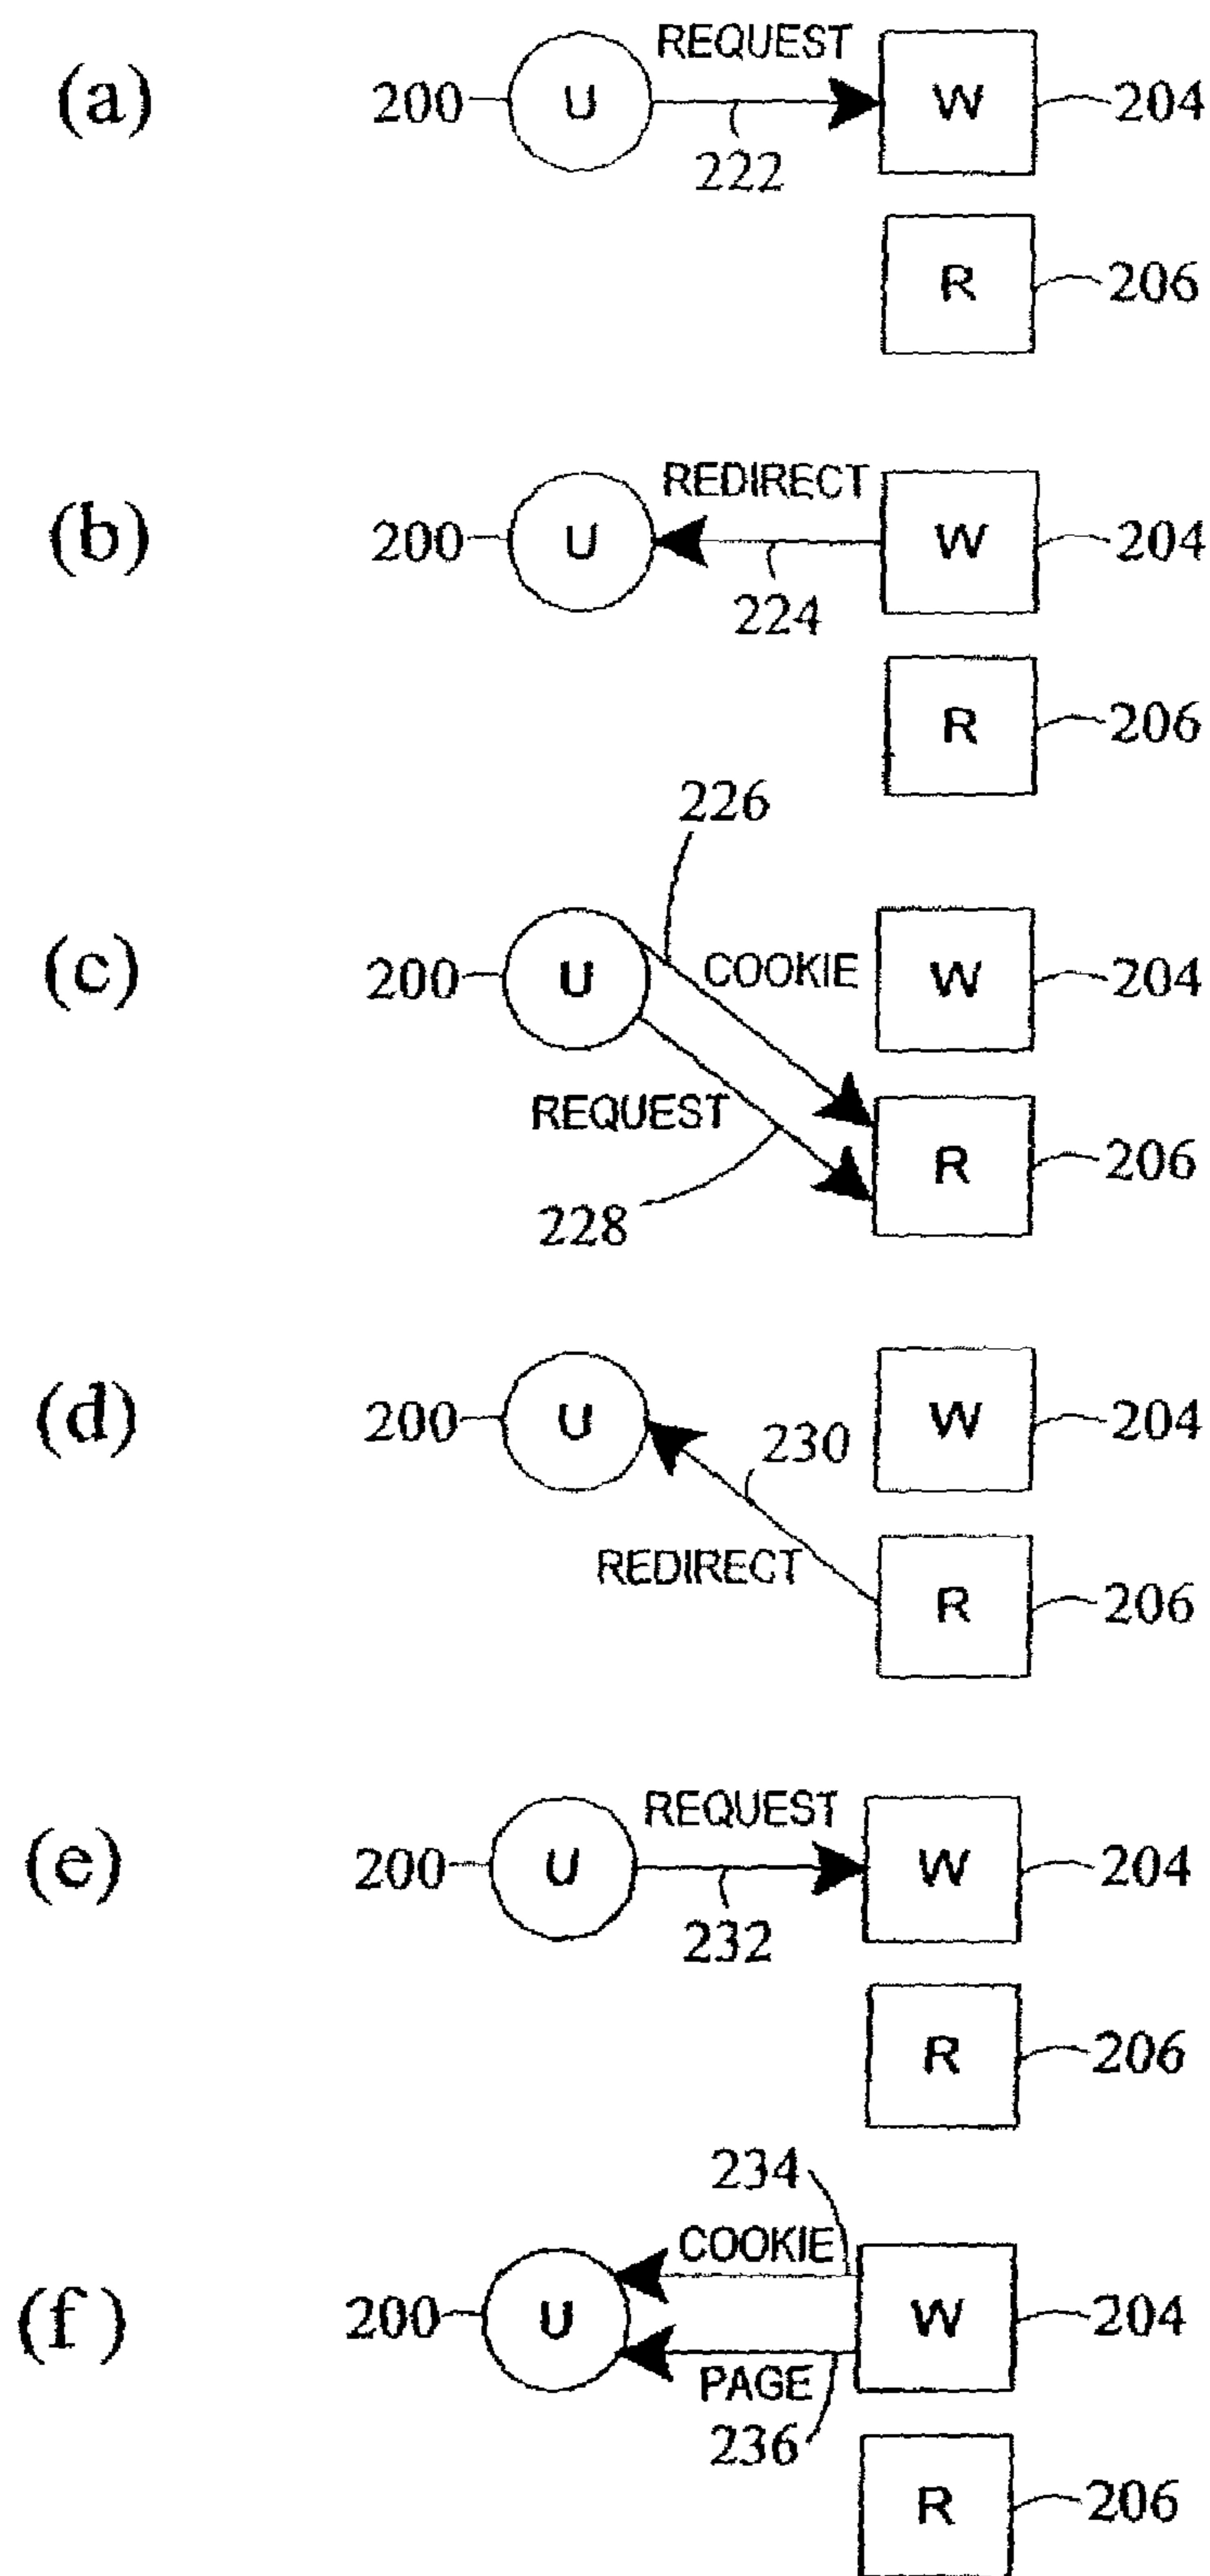 (a)
REQUEST
200 U W 204
222
R 206
(b)
REDIRECT
200 U W 204
224
R 206
226
(c)
200 U COOKIE W 204
REQUEST
R 206
228
(d)
200 U W 204
230
REDIRECT
R 206
(e)
REQUEST
200 U W 204
232
R 206
234
COOKIE
(f)
200 U W 204
PAGE
236
R 206